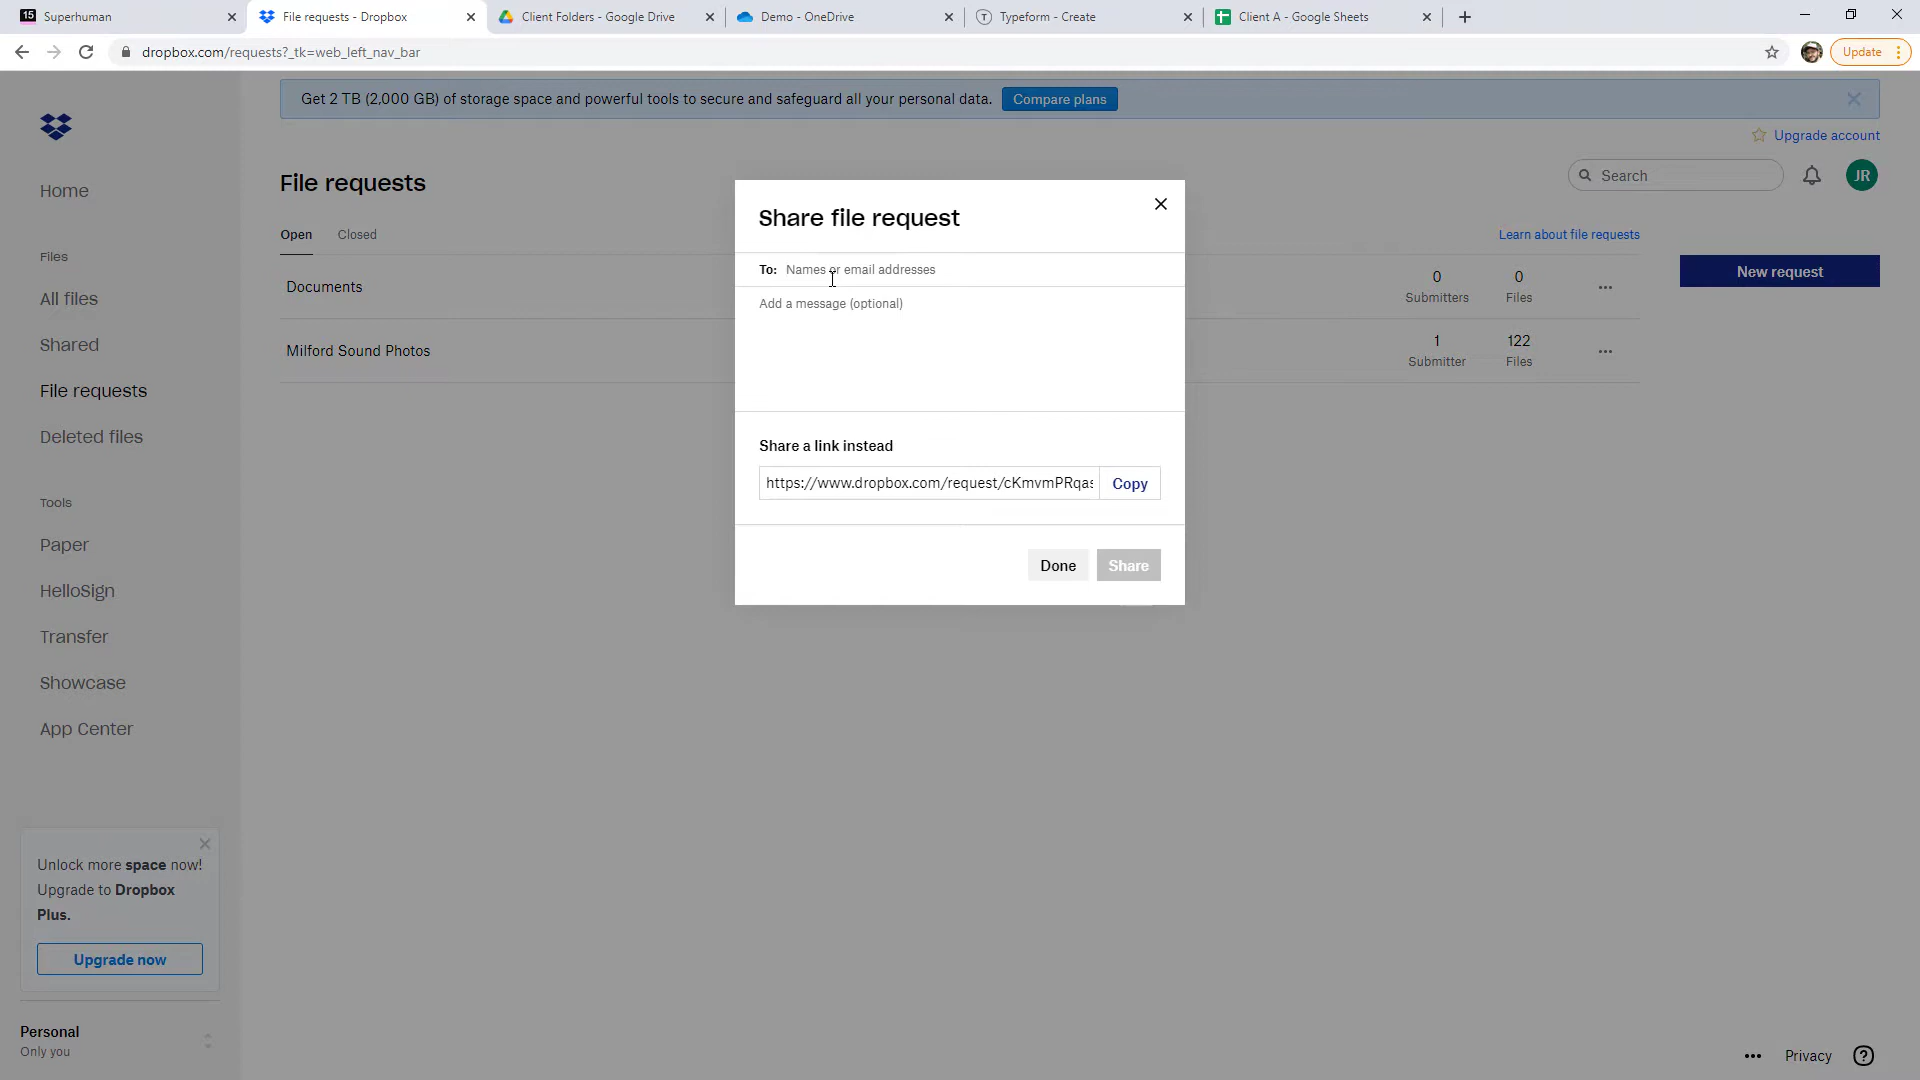 15 Superhuman
File requests - Dropbox
Client Folders - Google Drive
Demo - OneDrive
Typeform - Create
Client A - Google Sheets
dropbox.com/requests?_tk=web_left_nav_bar
Update
Get 2 TB (2,000 GB) of storage space and powerful tools to secure and safeguard all your personal data.
Compare plans
Upgrade account
Home
Files
All files
Shared
File requests
Deleted files
Tools
Paper
HelloSign
Transfer
Showcase
App Center
Unlock more space now!
Upgrade to Dropbox
Plus.
Upgrade now
Personal
Only you
File requests
Search
JR
Open
Closed
Learn about file requests
New request
Documents
0
Submitters
0
Files
Milford Sound Photos
1
Submitter
122
Files
Share file request
To: Names or email addresses
Add a message (optional)
Share a link instead
https://www.dropbox.com/request/cKmvmPRqas
Copy
Done
Share
Privacy